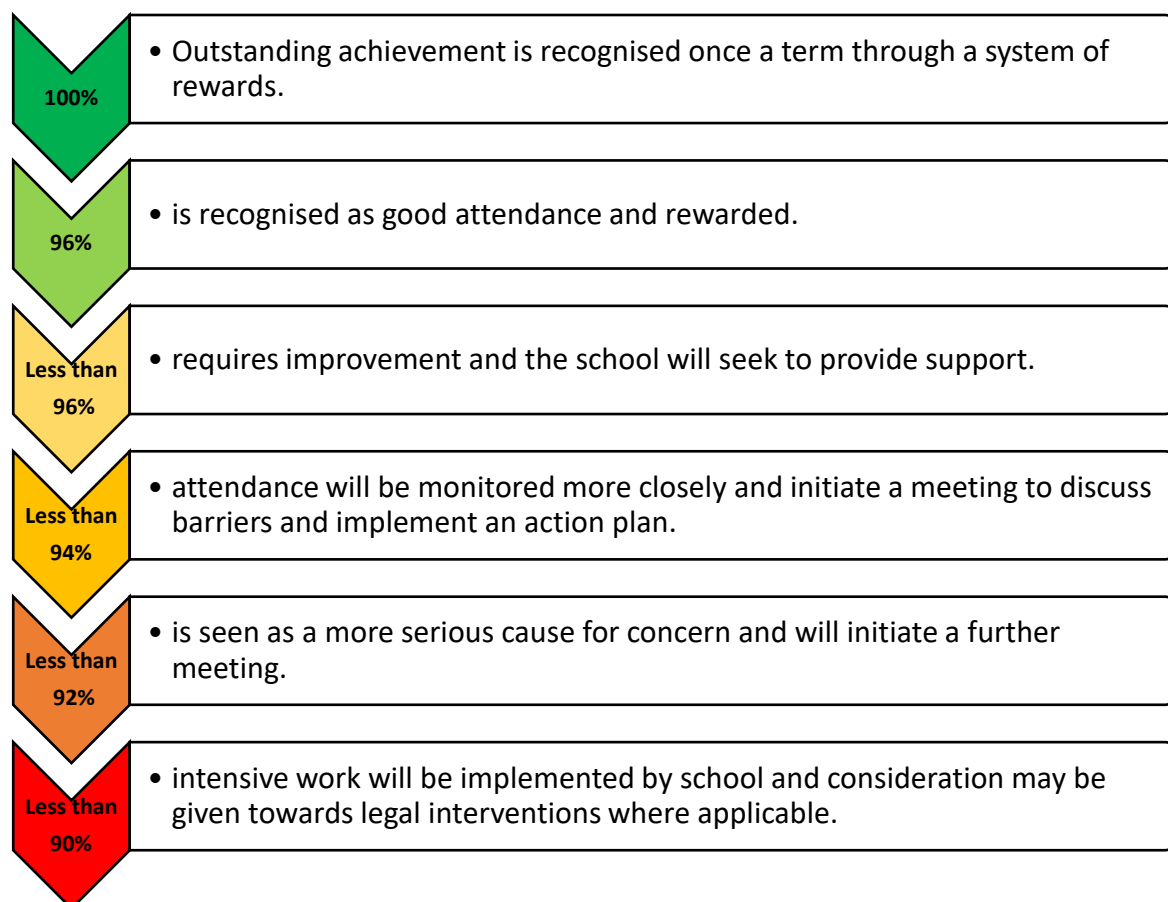 100%
• Outstanding achievement is recognised once a term through a system of
rewards.
96%
• is recognised as good attendance and rewarded.
Less than
96%
• requires improvement and the school will seek to provide support.
Less than
94%
• attendance will be monitored more closely and initiate a meeting to discuss
barriers and implement an action plan.
Less than
92%
• is seen as a more serious cause for concern and will initiate a further
meeting.
Less than
90%
• intensive work will be implemented by school and consideration may be
given towards legal interventions where applicable.